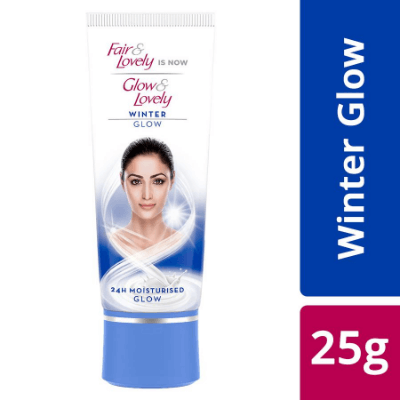 Fair & Lovely IS NOW
Glow & Lovely
WINTER
GLOW
24H MOISTURISED
GLOW
Winter Glow
25g